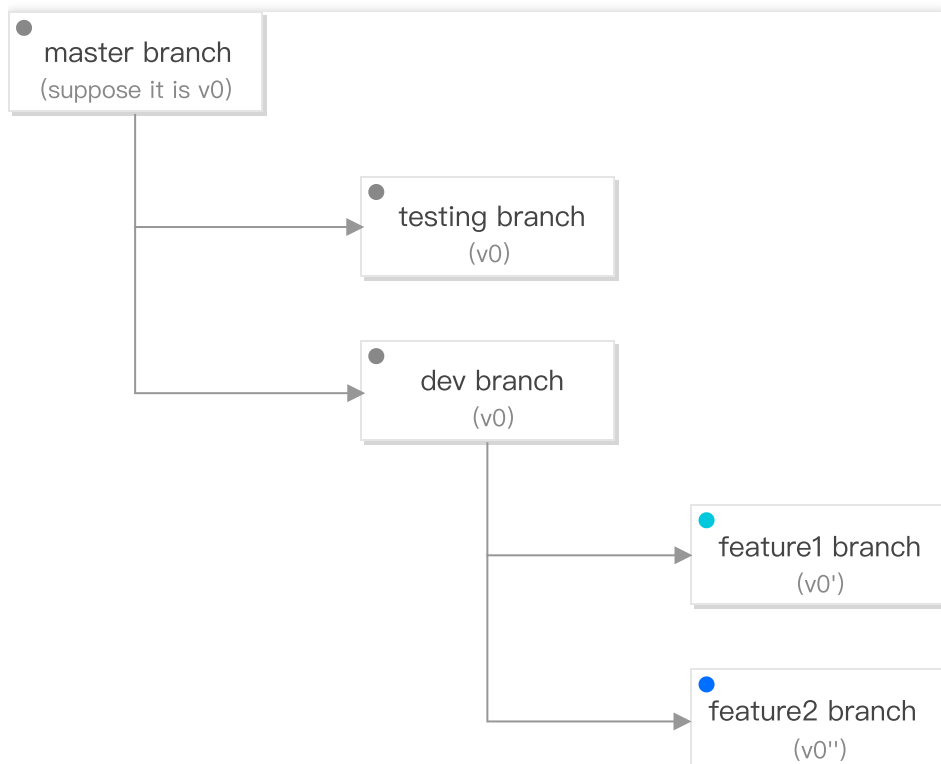 master branch
(suppose it is v0)
testing branch
(v0)
dev branch
(v0)
feature1 branch
(v0')
feature2 branch
(v0'')